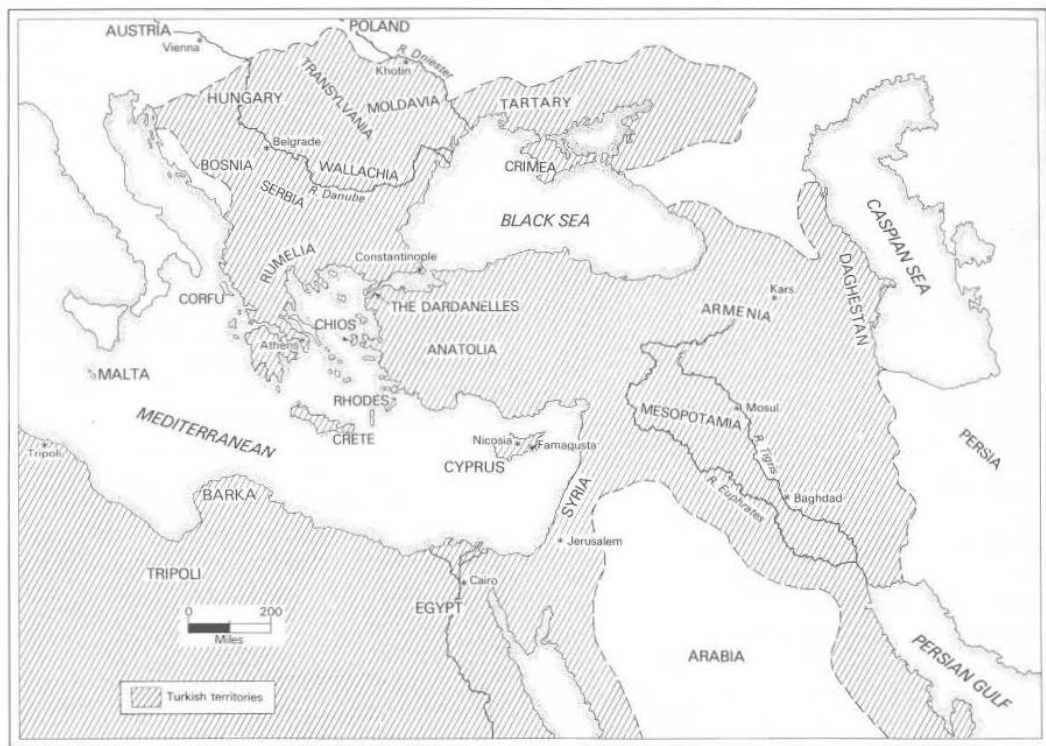 AUSTRIA
POLAND
Vienna
R. Dniester
Khotin
TRANSYLVANIA
HUNGARY
MOLDAVIA
TARTARY
Belgrade
BOSNIA
WALLACHIA
CRIMEA
SERBIA
R. Danube
BLACK SEA
CASPIAN SEA
RUMELIA
Constantinople
DAGHESTAN
Kars
CORFU
THE DARDANELLES
ARMENIA
CHIOS
Athens
ANATOLIA
MALTA
RHODES
MESOPOTAMIA
Mosul
MEDITERRANEAN
CRETE
Nicosia
Famagusta
R. Tigris
PERSIA
Tripoli
CYPRUS
SYRIA
BARKA
R. Euphrates
Baghdad
Jerusalem
TRIPOLI
Cairo
EGYPT
0 200
Miles
ARABIA
PERSIAN GULF
Turkish territories